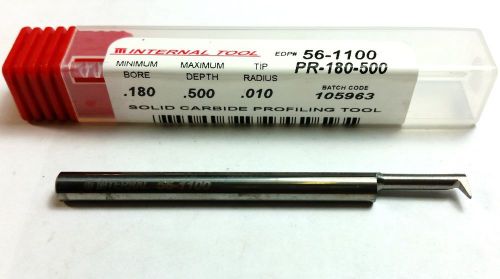 INTERNAL TOOL EDP# 56-1100
MINIMUM MAXIMUM TIP PR-180-500
BORE DEPTH RADIUS BATCH CODE
.180 .500 .010 105963
SOLID CARBIDE PROFILING TOOL
INTERNAL 56-1100